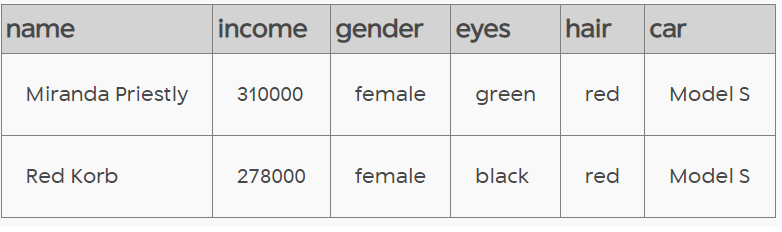 name income gender eyes hair car
Miranda Priestly 310000 female green red Model S
Red Korb 278000 female black red Model S